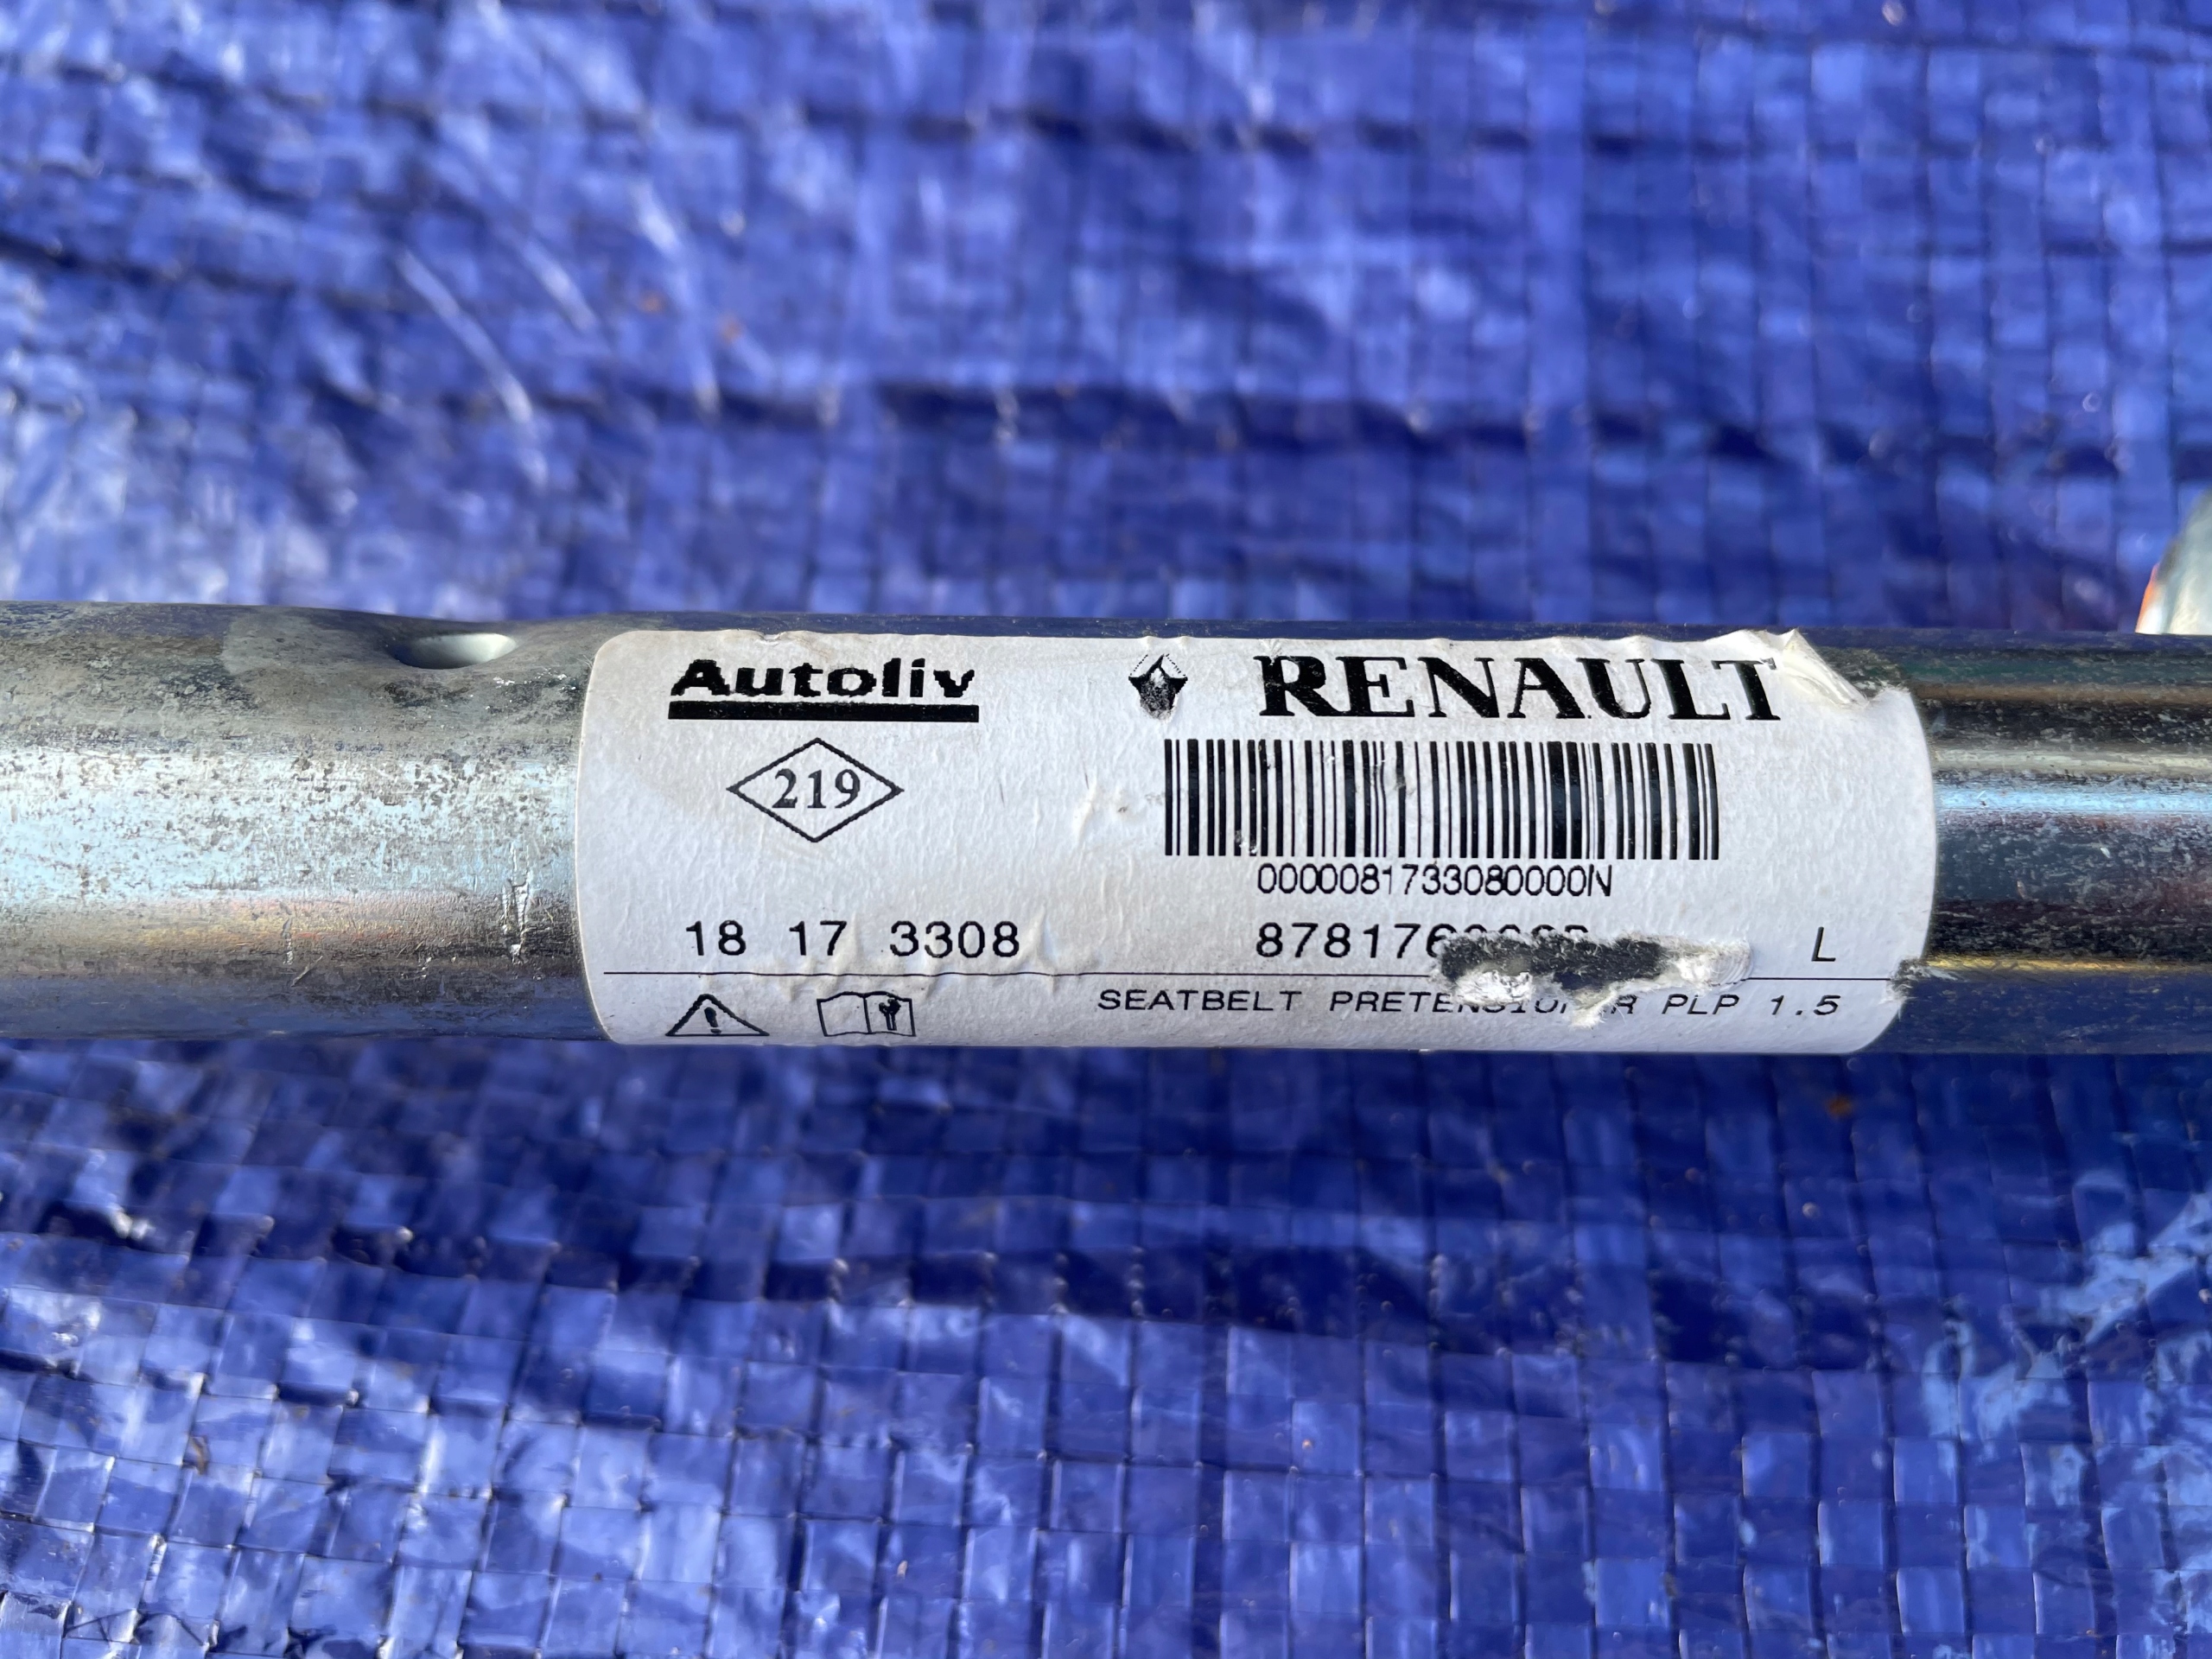 Autoliv
RENAULT
219
0000081733080000N
18 17 3308
L
SEATBELT PLP 1.5